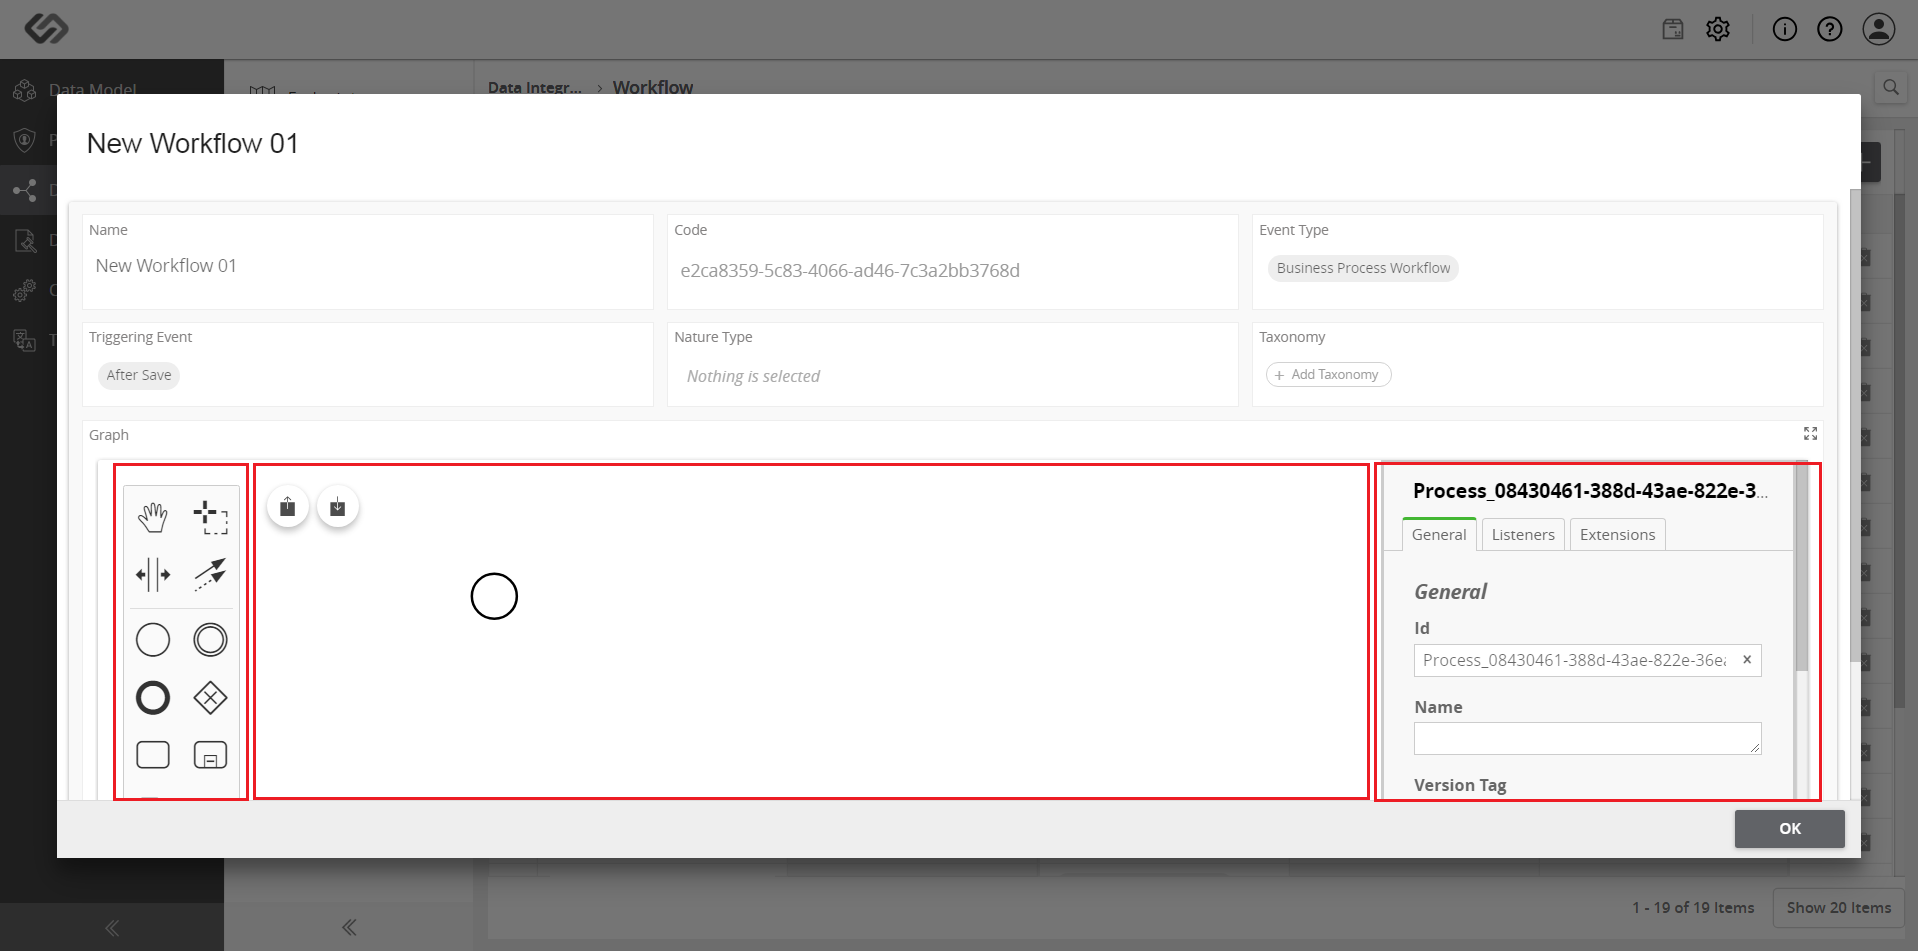 Data Model
Data Integr... › Workflow
New Workflow 01
Name
New Workflow 01
Code
e2ca8359-5c83-4066-ad46-7c3a2bb3768d
Event Type
Business Process Workflow
Triggering Event
After Save
Nature Type
Nothing is selected
Taxonomy
+ Add Taxonomy
Graph
Process_08430461-388d-43ae-822e-3...
General
Listeners
Extensions
General
Id
Process_08430461-388d-43ae-822e-36ea
Name
Version Tag
OK
1 - 19 of 19 Items
Show 20 Items